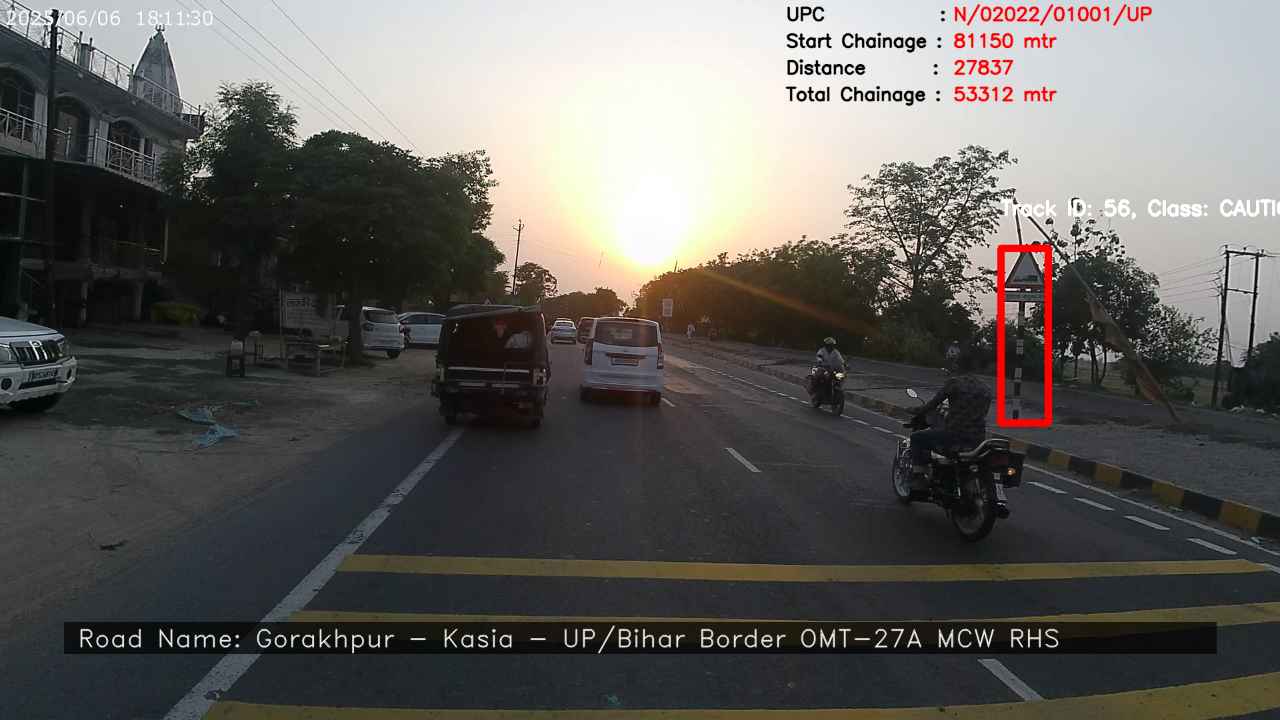 2025/06/06 18:11:30
UPC : N/02022/01001/UP
Start Chainage : 81150 mtr
Distance : 27837
Total Chainage : 53312 mtr
Track ID: 56, Class: CAUTIO
Road Name: Gorakhpur - Kasia - UP/Bihar Border OMT-27A MCW RHS